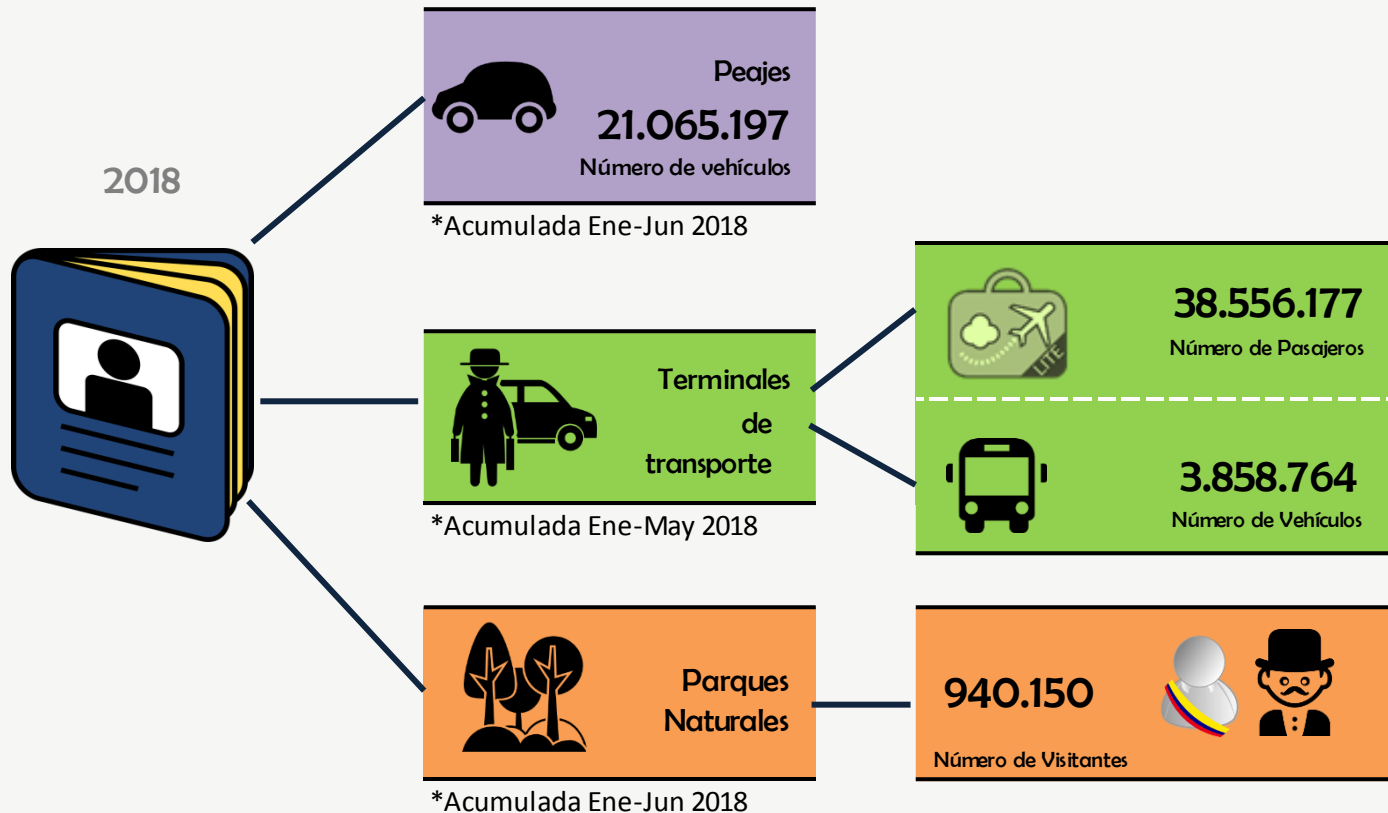 2018
Peajes
21.065.197
Número de vehículos
*Acumulada Ene-Jun 2018
Terminales
de
transporte
*Acumulada Ene-May 2018
LITE
38.556.177
Número de Pasajeros
3.858.764
Número de Vehículos
Parques
Naturales
*Acumulada Ene-Jun 2018
940.150
Número de Visitantes